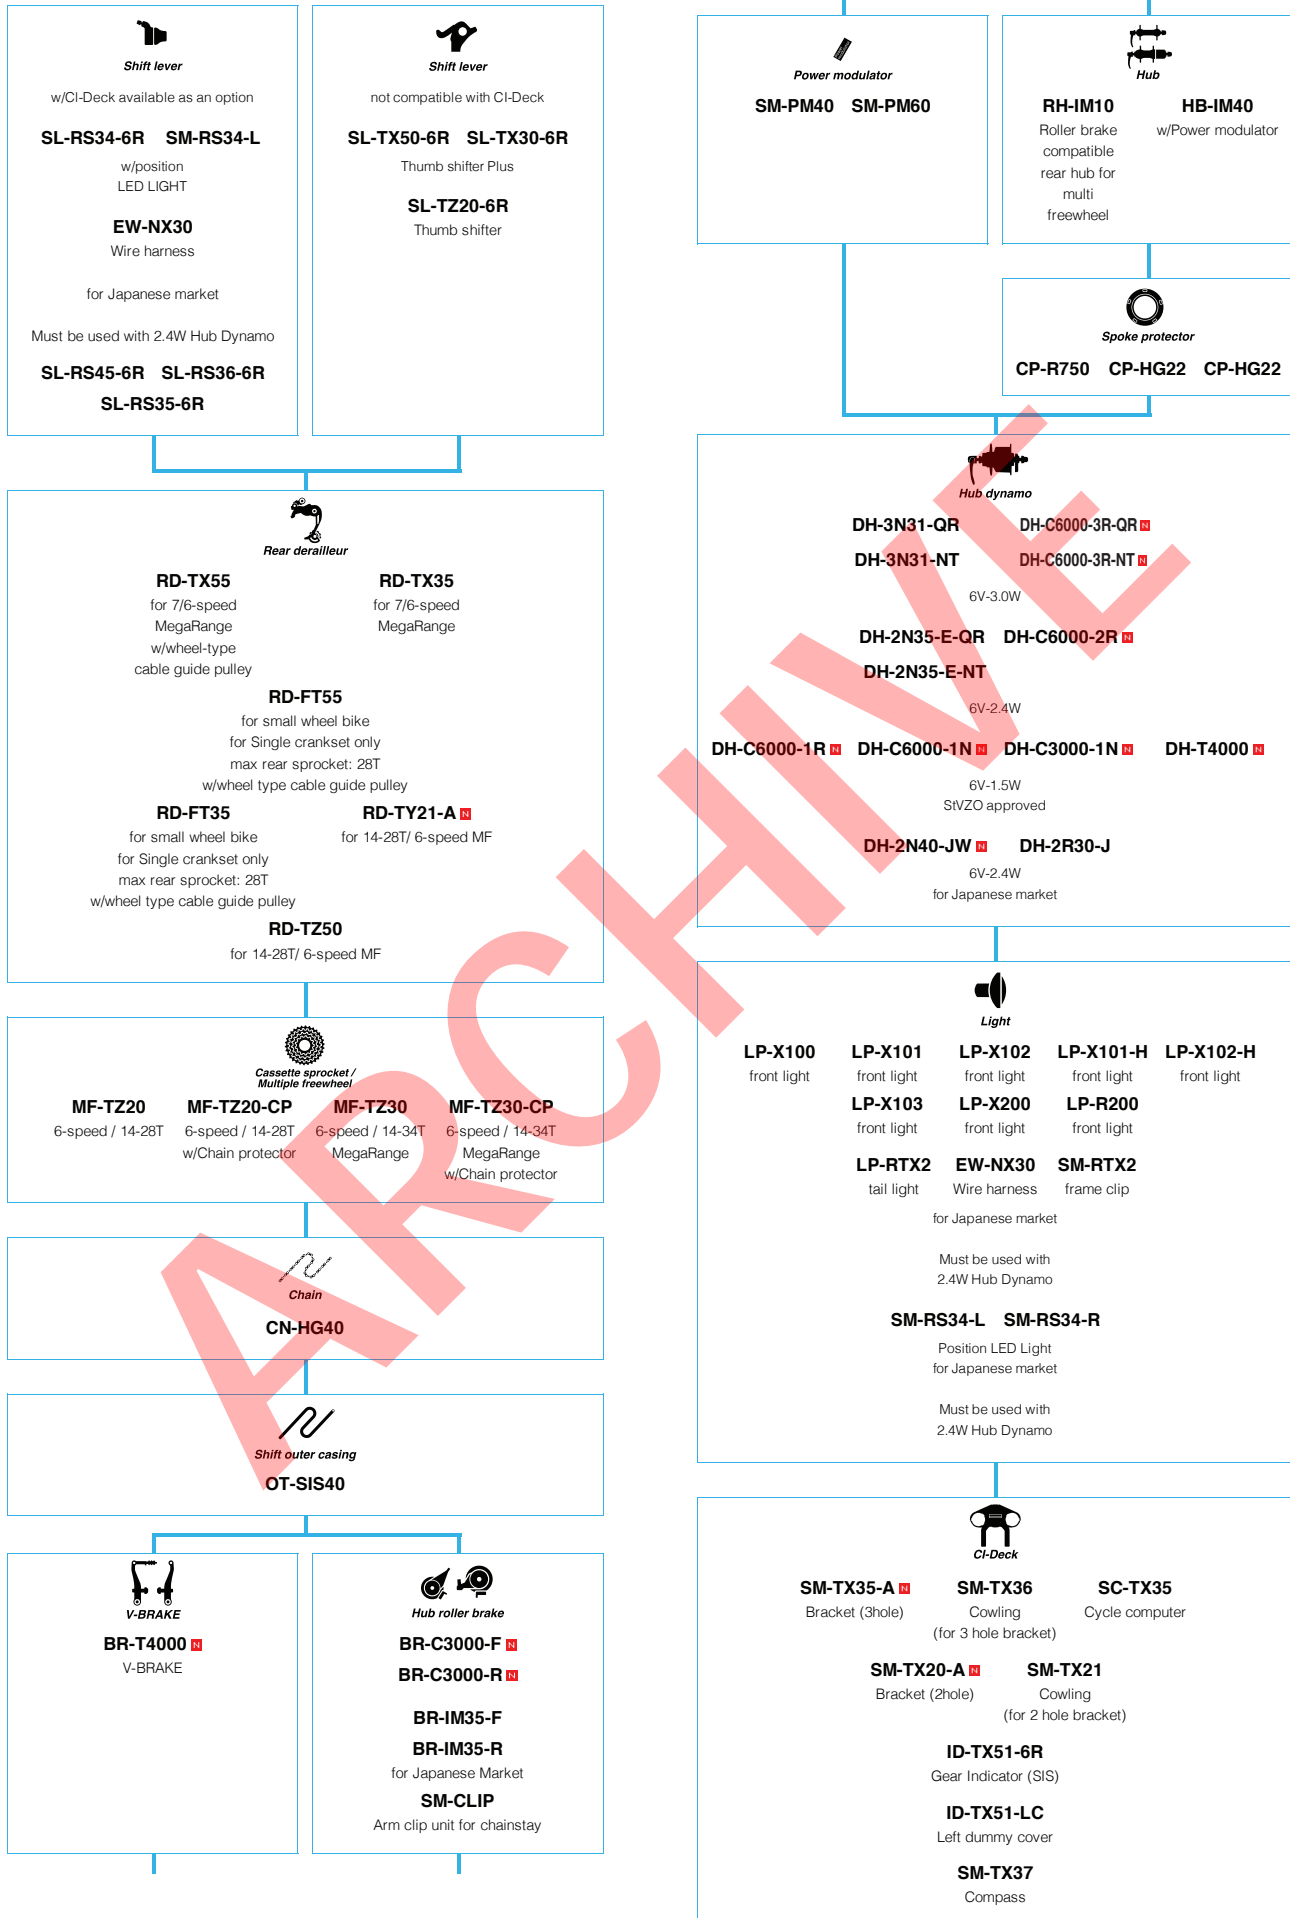 Shift lever
w/CI-Deck available as an option
SL-RS34-6R SM-RS34-L
w/position
LED LIGHT
EW-NX30
Wire harness
for Japanese market
Must be used with 2.4W Hub Dynamo
SL-RS45-6R SL-RS36-6R
SL-RS35-6R
Shift lever
not compatible with CI-Deck
SL-TX50-6R SL-TX30-6R
Thumb shifter Plus
SL-TZ20-6R
Thumb shifter
Rear derailleur
RD-TX55 RD-TX35
for 7/6-speed for 7/6-speed
MegaRange MegaRange
w/wheel-type
cable guide pulley
RD-FT55
for small wheel bike
for Single crankset only
max rear sprocket: 28T
w/wheel type cable guide pulley
RD-FT35 RD-TY21-A N
for small wheel bike for 14-28T/ 6-speed MF
for Single crankset only
max rear sprocket: 28T
w/wheel type cable guide pulley
RD-TZ50
for 14-28T/ 6-speed MF
Cassette sprocket /
Multiple freewheel
MF-TZ20 MF-TZ20-CP MF-TZ30 MF-TZ30-CP
6-speed / 14-28T 6-speed / 14-28T 6-speed / 14-34T 6-speed / 14-34T
w/Chain protector MegaRange MegaRange
w/Chain protector
Chain
CN-HG40
Shift outer casing
OT-SIS40
V-BRAKE
BR-T4000 N
V-BRAKE
Hub roller brake
BR-C3000-F N
BR-C3000-R N
BR-IM35-F
BR-IM35-R
for Japanese Market
SM-CLIP
Arm clip unit for chainstay
Power modulator
SM-PM40 SM-PM60
Hub
RH-IM10 HB-IM40
Roller brake w/Power modulator
compatible
rear hub for
multi
freewheel
Spoke protector
CP-R750 CP-HG22 CP-HG22
Hub dynamo
DH-3N31-QR DH-C6000-3R-QR N
DH-3N31-NT DH-C6000-3R-NT N
6V-3.0W
DH-2N35-E-QR DH-C6000-2R N
DH-2N35-E-NT
6V-2.4W
DH-C6000-1R N DH-C6000-1N N DH-C3000-1N N DH-T4000 N
6V-1.5W
StVZO approved
DH-2N40-JW N DH-2R30-J
6V-2.4W
for Japanese market
Light
LP-X100 LP-X101 LP-X102 LP-X101-H LP-X102-H
front light front light front light front light front light
LP-X103 LP-X200 LP-R200
front light front light front light
LP-RTX2 EW-NX30 SM-RTX2
tail light Wire harness frame clip
for Japanese market
Must be used with
2.4W Hub Dynamo
SM-RS34-L SM-RS34-R
Position LED Light
for Japanese market
Must be used with
2.4W Hub Dynamo
CI-Deck
SM-TX35-A N SM-TX36 SC-TX35
Bracket (3hole) Cowling Cycle computer
(for 3 hole bracket)
SM-TX20-A N SM-TX21
Bracket (2hole) Cowling
(for 2 hole bracket)
ID-TX51-6R
Gear Indicator (SIS)
ID-TX51-LC
Left dummy cover
SM-TX37
Compass
ARCHIVE